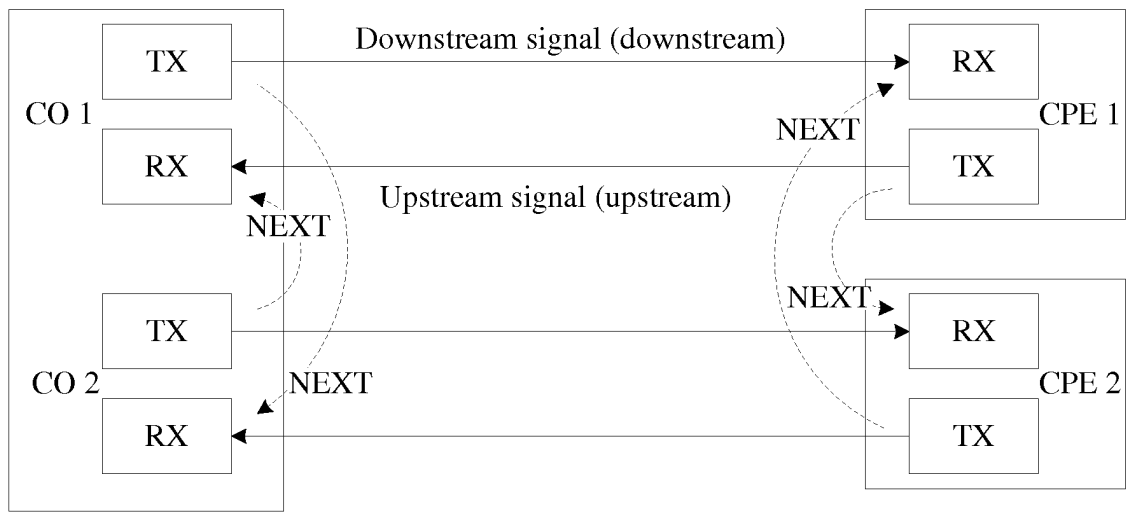 TX
Downstream signal (downstream)
RX
CO 1
CPE 1
NEXT
RX
TX
Upstream signal (upstream)
NEXT
NEXT
TX
RX
CO 2
NEXT
CPE 2
RX
TX